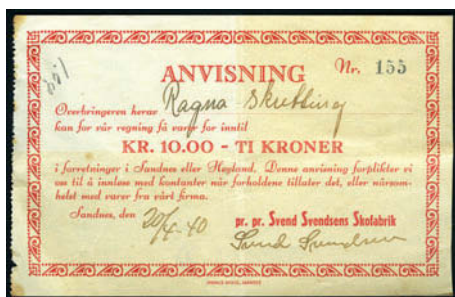 ANVISNING Nr. 155
Overbringeren herav Ragna Skretting
kan for vår regning få varer for inntil
KR. 10.00 - TI KRONER
i forretninger i Sandnes eller Høyland. Denne anvisning forplikter vi
oss til å innløse med kontanter når forholdene tillater det, eller nårsom-
helst med varer fra vårt firma.
Sandnes, den 20/4-40 pr. pr. Svend Svendsens Skofabrik
Svend Svendsen